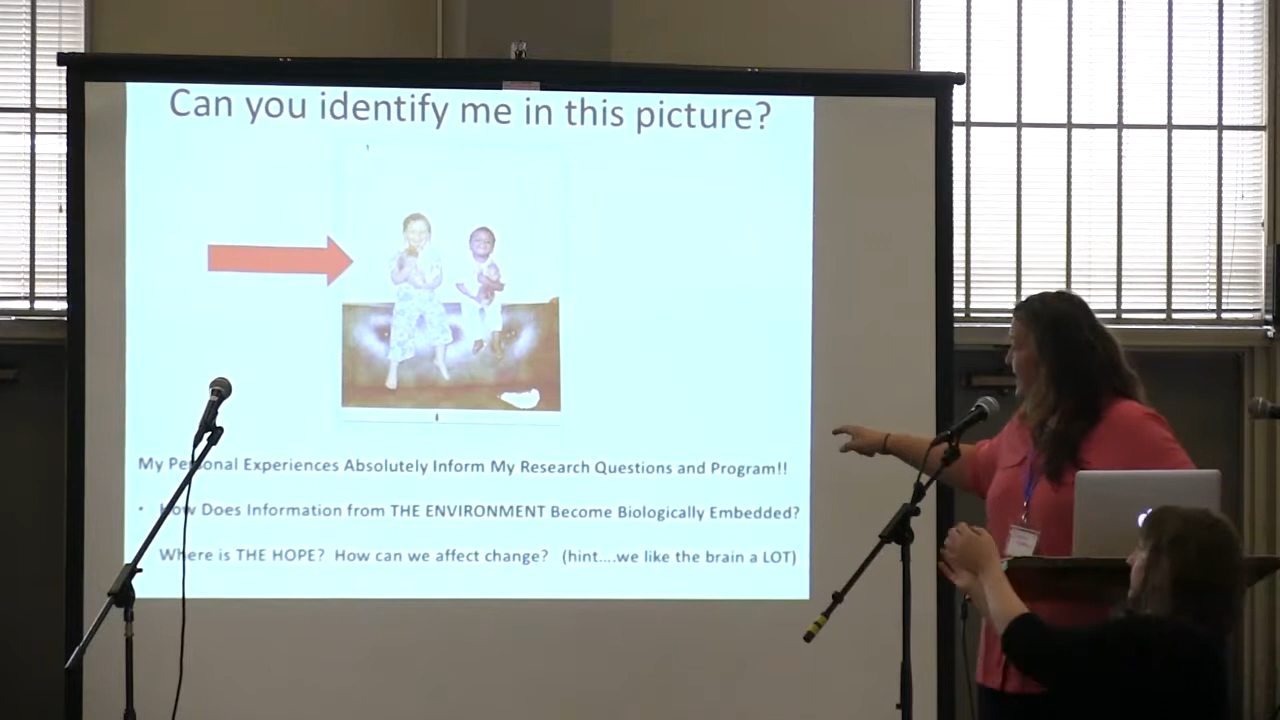 Can you identify me in this picture?
My Personal Experiences Absolutely Inform My Research Questions and Program!!
• How Does Information from THE ENVIRONMENT Become Biologically Embedded?
Where is THE HOPE? How can we affect change? (hint....we like the brain a LOT)